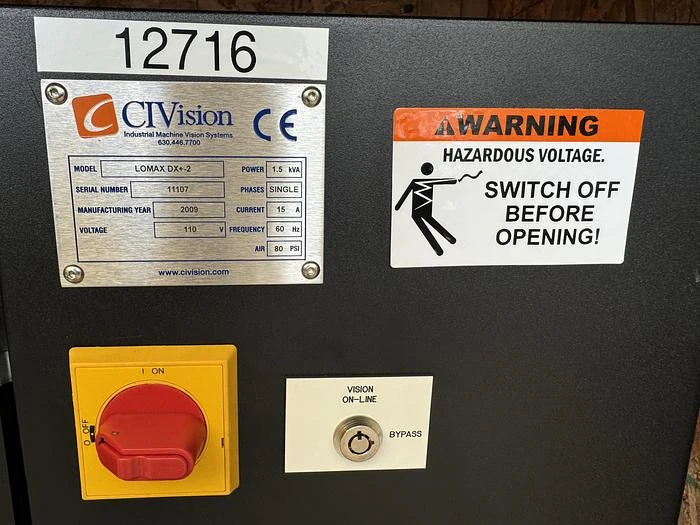 12716
CIVision
Industrial Machine Vision Systems
630.446.7700
CE
MODEL LOMAX DX+-2 POWER 1.5 kVA
SERIAL NUMBER 11107 PHASES SINGLE
MANUFACTURING YEAR 2009 CURRENT 15 A
VOLTAGE 110 V FREQUENCY 60 Hz
AIR 80 PSI
www.civision.com
WARNING
HAZARDOUS VOLTAGE.
SWITCH OFF
BEFORE
OPENING!
I ON
O OFF
VISION
ON-LINE
BYPASS